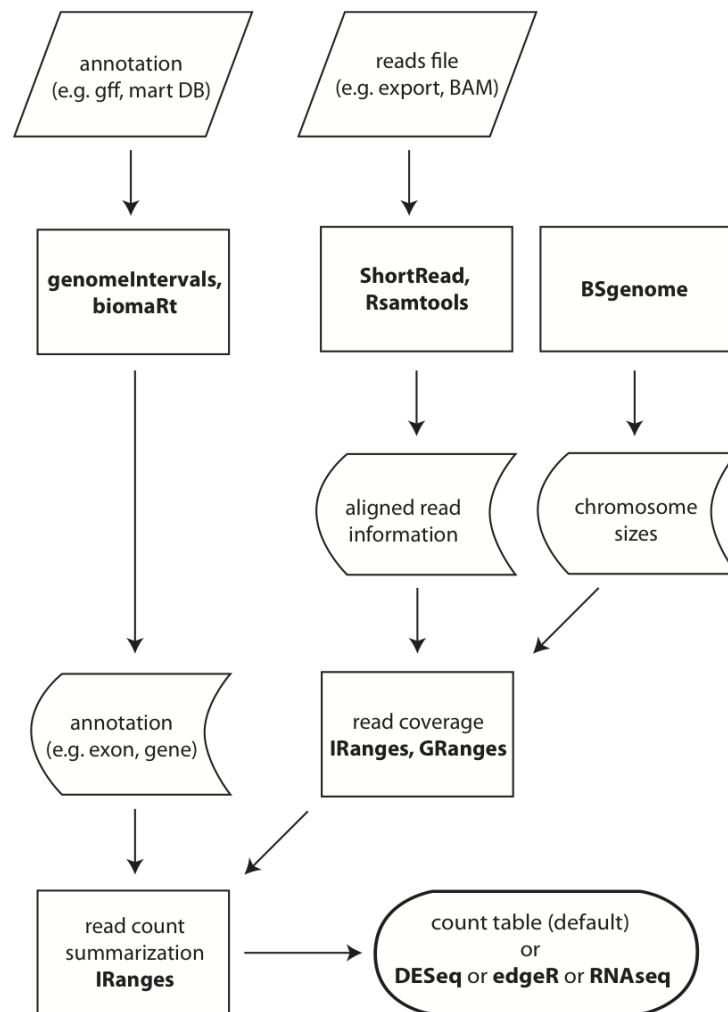 annotation
(e.g. gff, mart DB)
reads file
(e.g. export, BAM)
genomeIntervals,
biomaRt
ShortRead,
Rsamtools
BSgenome
aligned read
information
chromosome
sizes
annotation
(e.g. exon, gene)
read coverage
IRanges, GRanges
read count
summarization
IRanges
count table (default)
or
DESeq or edgeR or RNAseq